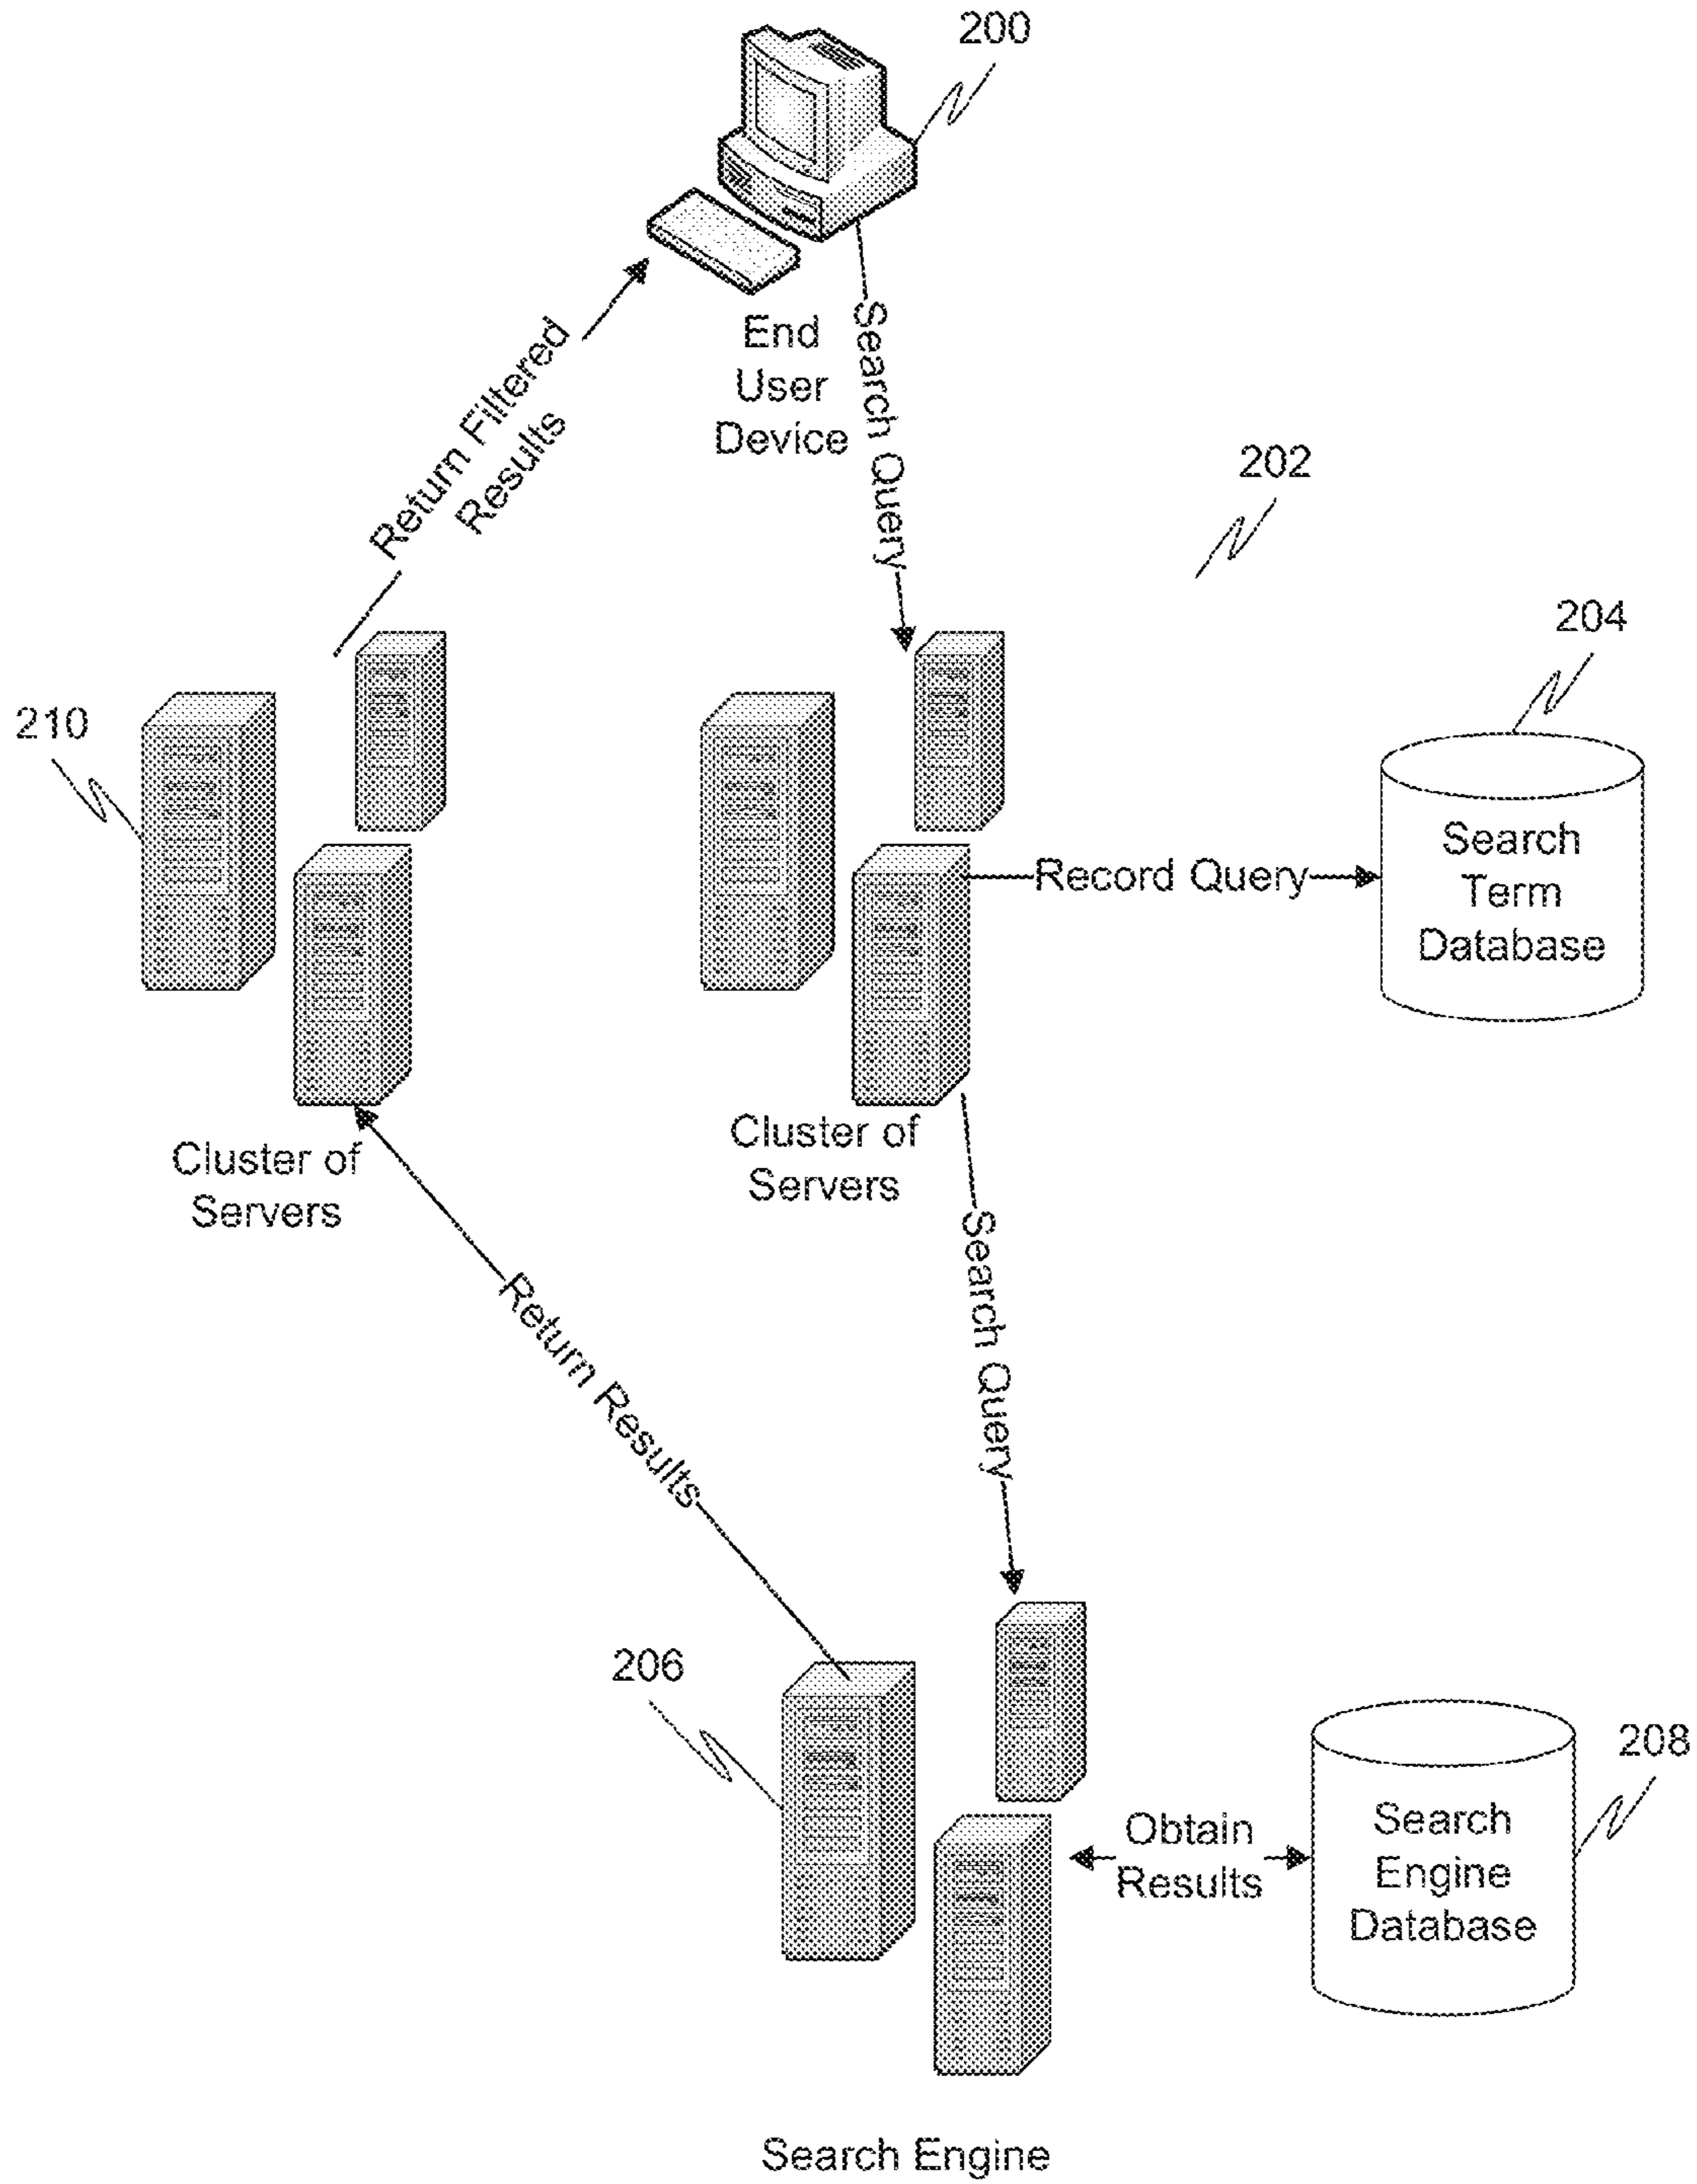 200
End
User
Device
Search Query
Return Filtered
Results
202
204
210
Search
Term
Database
Record Query
Cluster of
Servers
Cluster of
Servers
Search Query
Return Results
206
208
Obtain
Results
Search
Engine
Database
Search Engine